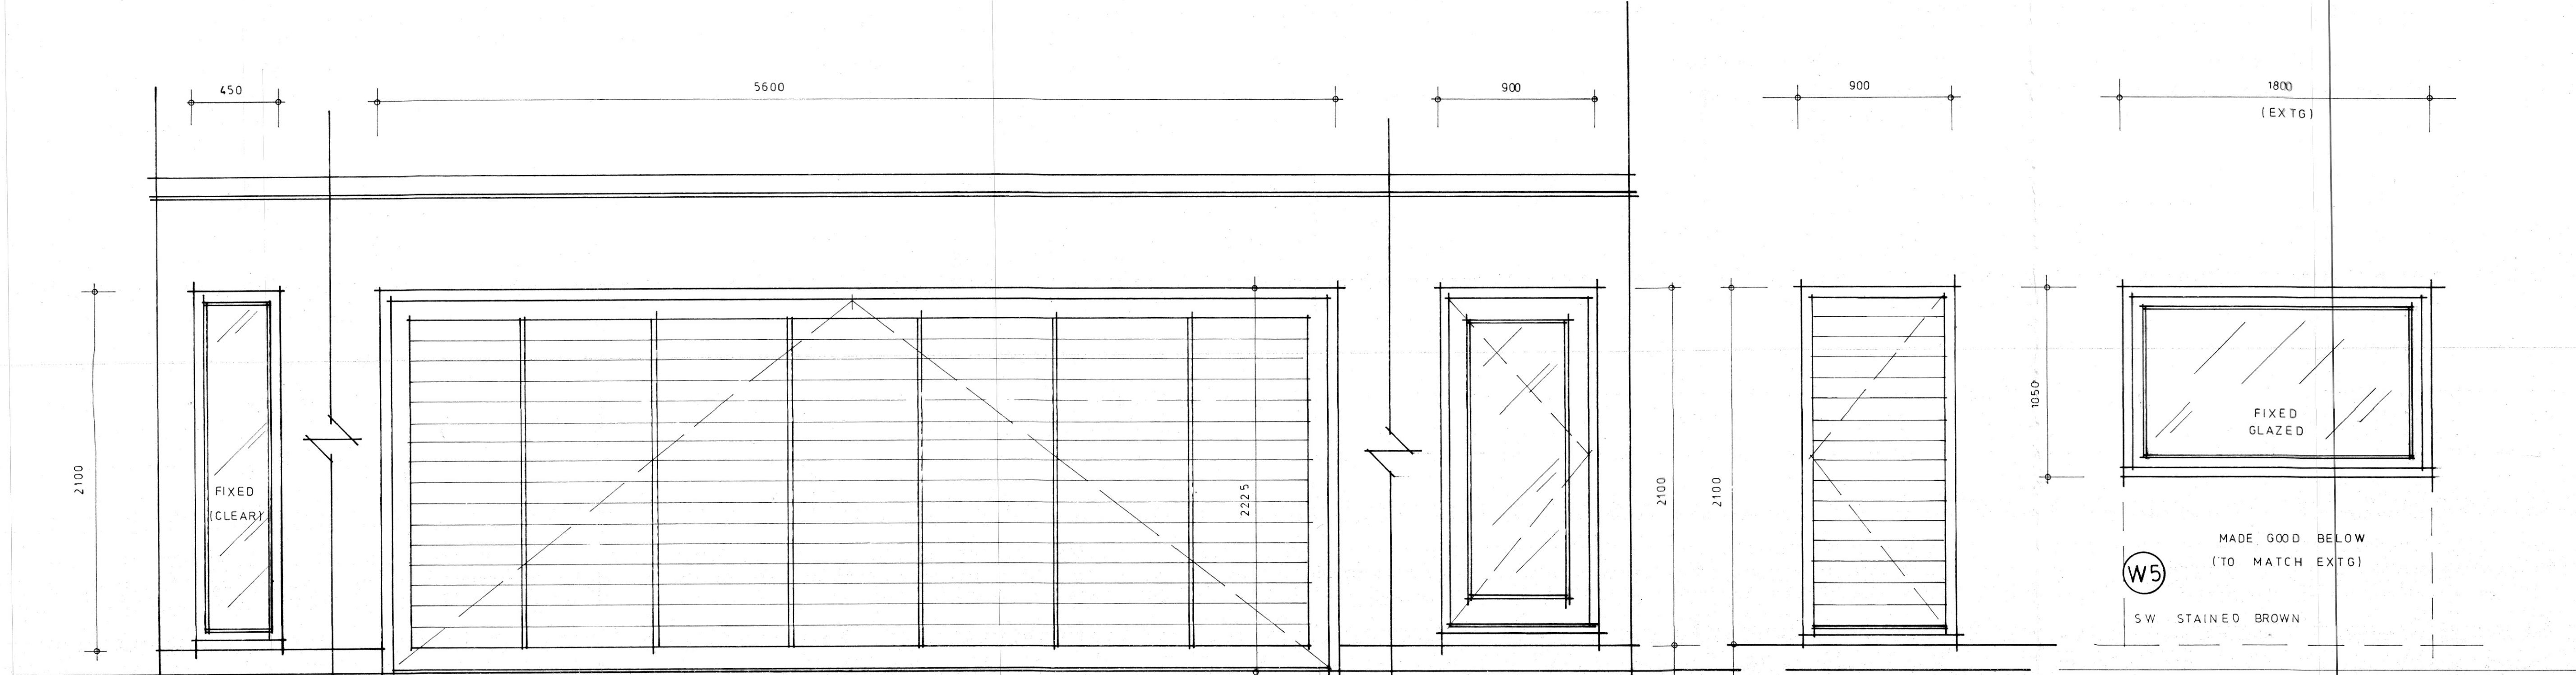 450
5600
900
900
1800
(EXTG)
2100
FIXED
(CLEAR)
2225
2100
2100
1050
FIXED
GLAZED
MADE GOOD BELOW
(TO MATCH EXTG)
W5
SW STAINED BROWN